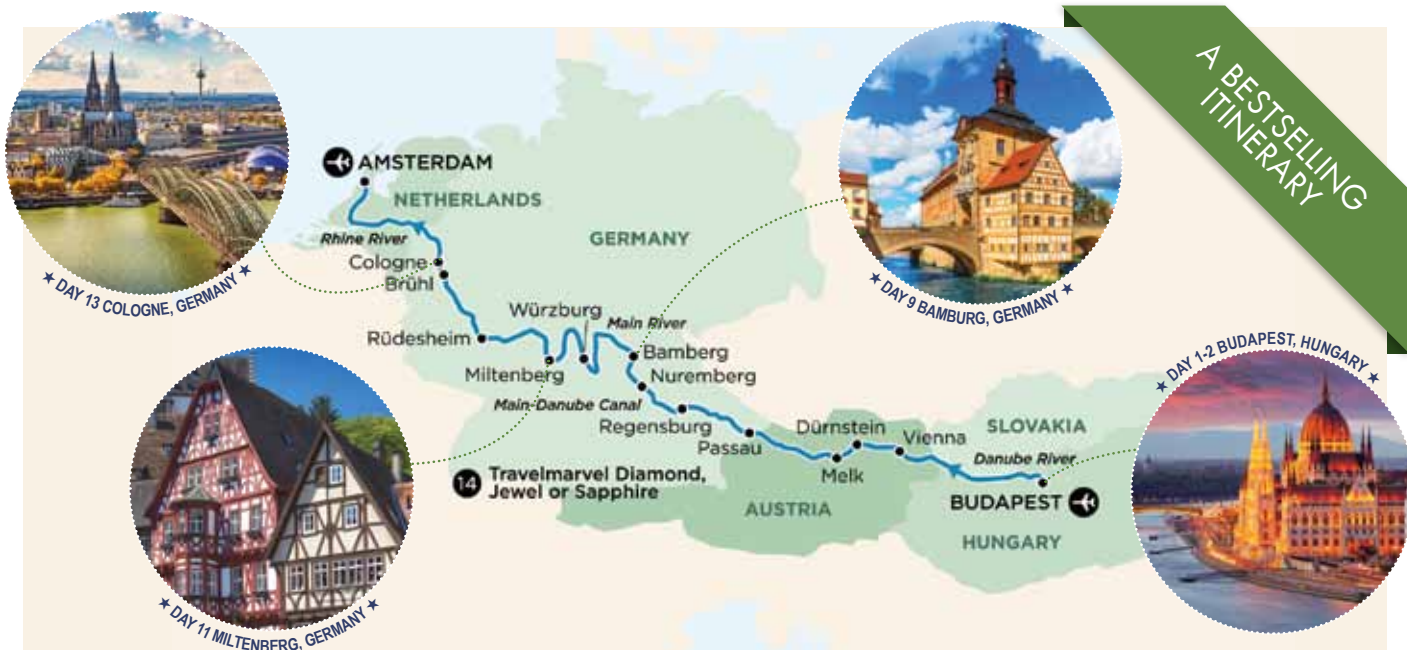 A BESTSELLING
ITINERARY
AMSTERDAM
NETHERLANDS
GERMANY
Rhine River
Cologne
Brühl
★ DAY 13 COLOGNE, GERMANY ★
★ DAY 9 BAMBURG, GERMANY ★
Würzburg
Main River
Rüdesheim
Bamberg
Miltenberg
Nuremberg
★ DAY 1-2 BUDAPEST, HUNGARY ★
Main-Danube Canal
Regensburg
Dürnstein
SLOVAKIA
Passau
Vienna
Danube River
Melk
14 Travelmarvel Diamond,
Jewel or Sapphire
BUDAPEST
AUSTRIA
HUNGARY
★ DAY 11 MILTENBERG, GERMANY ★